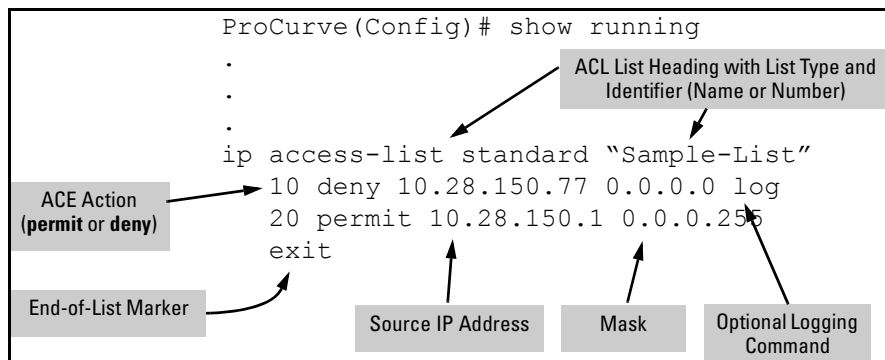 ProCurve(Config)# show running
.
.
.
ACL List Heading with List Type and
Identifier (Name or Number)
ip access-list standard “Sample-List”
10 deny 10.28.150.77 0.0.0.0 log
20 permit 10.28.150.1 0.0.0.255
exit
ACE Action
(permit or deny)
End-of-List Marker
Source IP Address
Mask
Optional Logging
Command